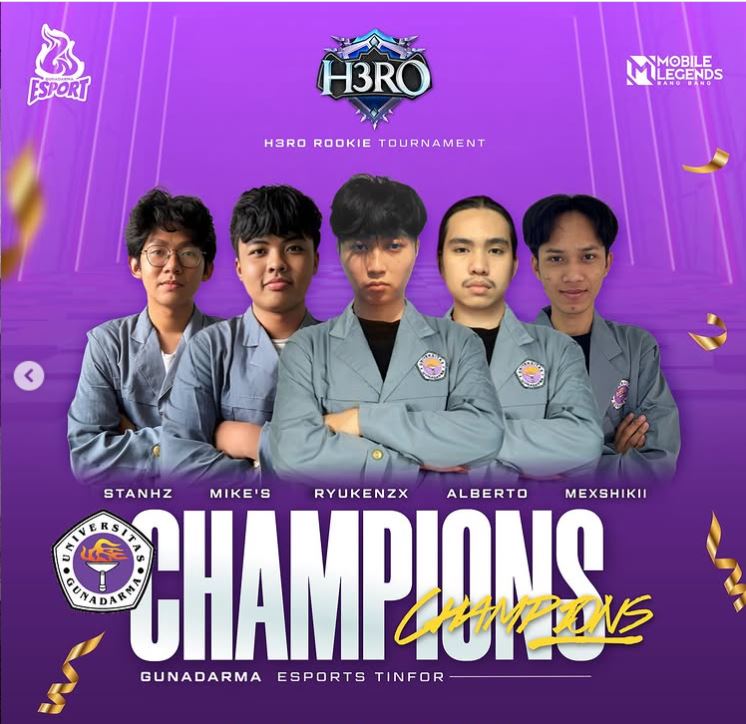 GUNADARMA
ESPORT
H3RO
MOBILE
LEGENDS
BANG BANG
H3RO ROOKIE TOURNAMENT
STANHZ MIKE'S RYUKENZX ALBERTO MEXSHIKII
UNIVERSITAS
GUNADARMA
CHAMPIONS
CHAMPIONS
GUNADARMA ESPORTS TINFOR